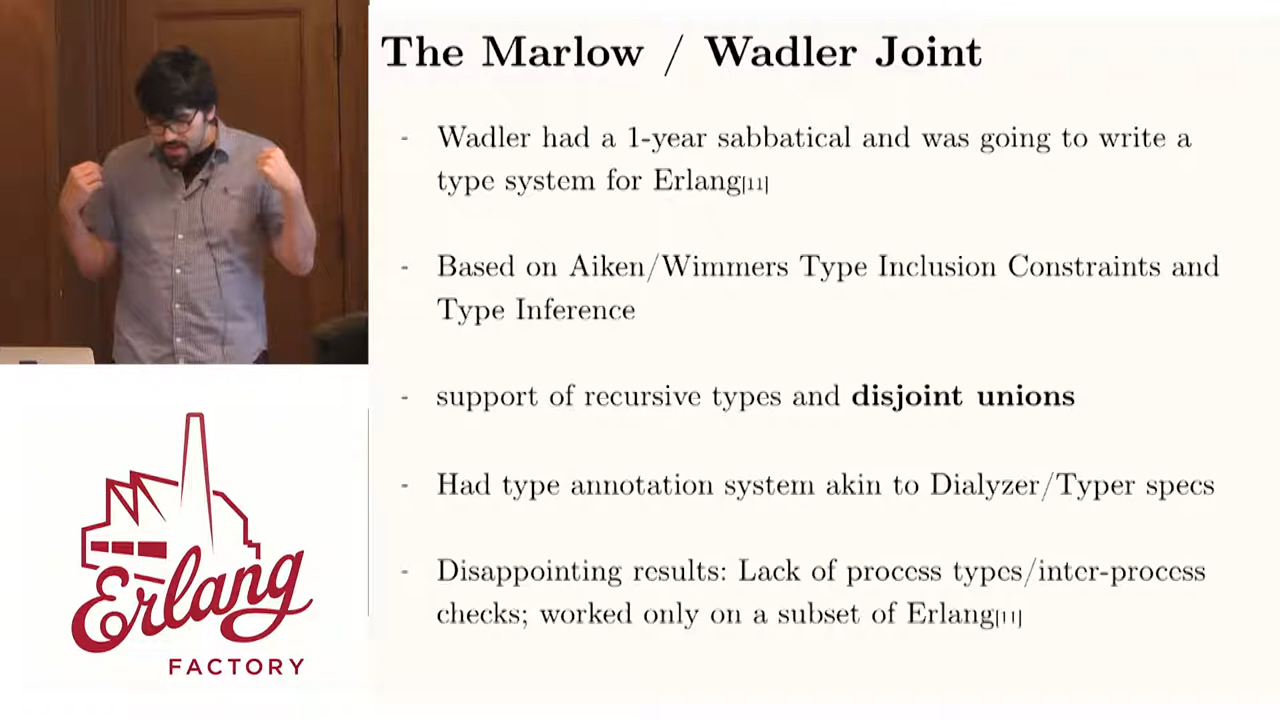 The Marlow / Wadler Joint
- Wadler had a 1-year sabbatical and was going to write a
type system for Erlang[11]
- Based on Aiken/Wimmers Type Inclusion Constraints and
Type Inference
- support of recursive types and disjoint unions
- Had type annotation system akin to Dialyzer/Typer specs
- Disappointing results: Lack of process types/inter-process
checks; worked only on a subset of Erlang[11]
Erlang
FACTORY